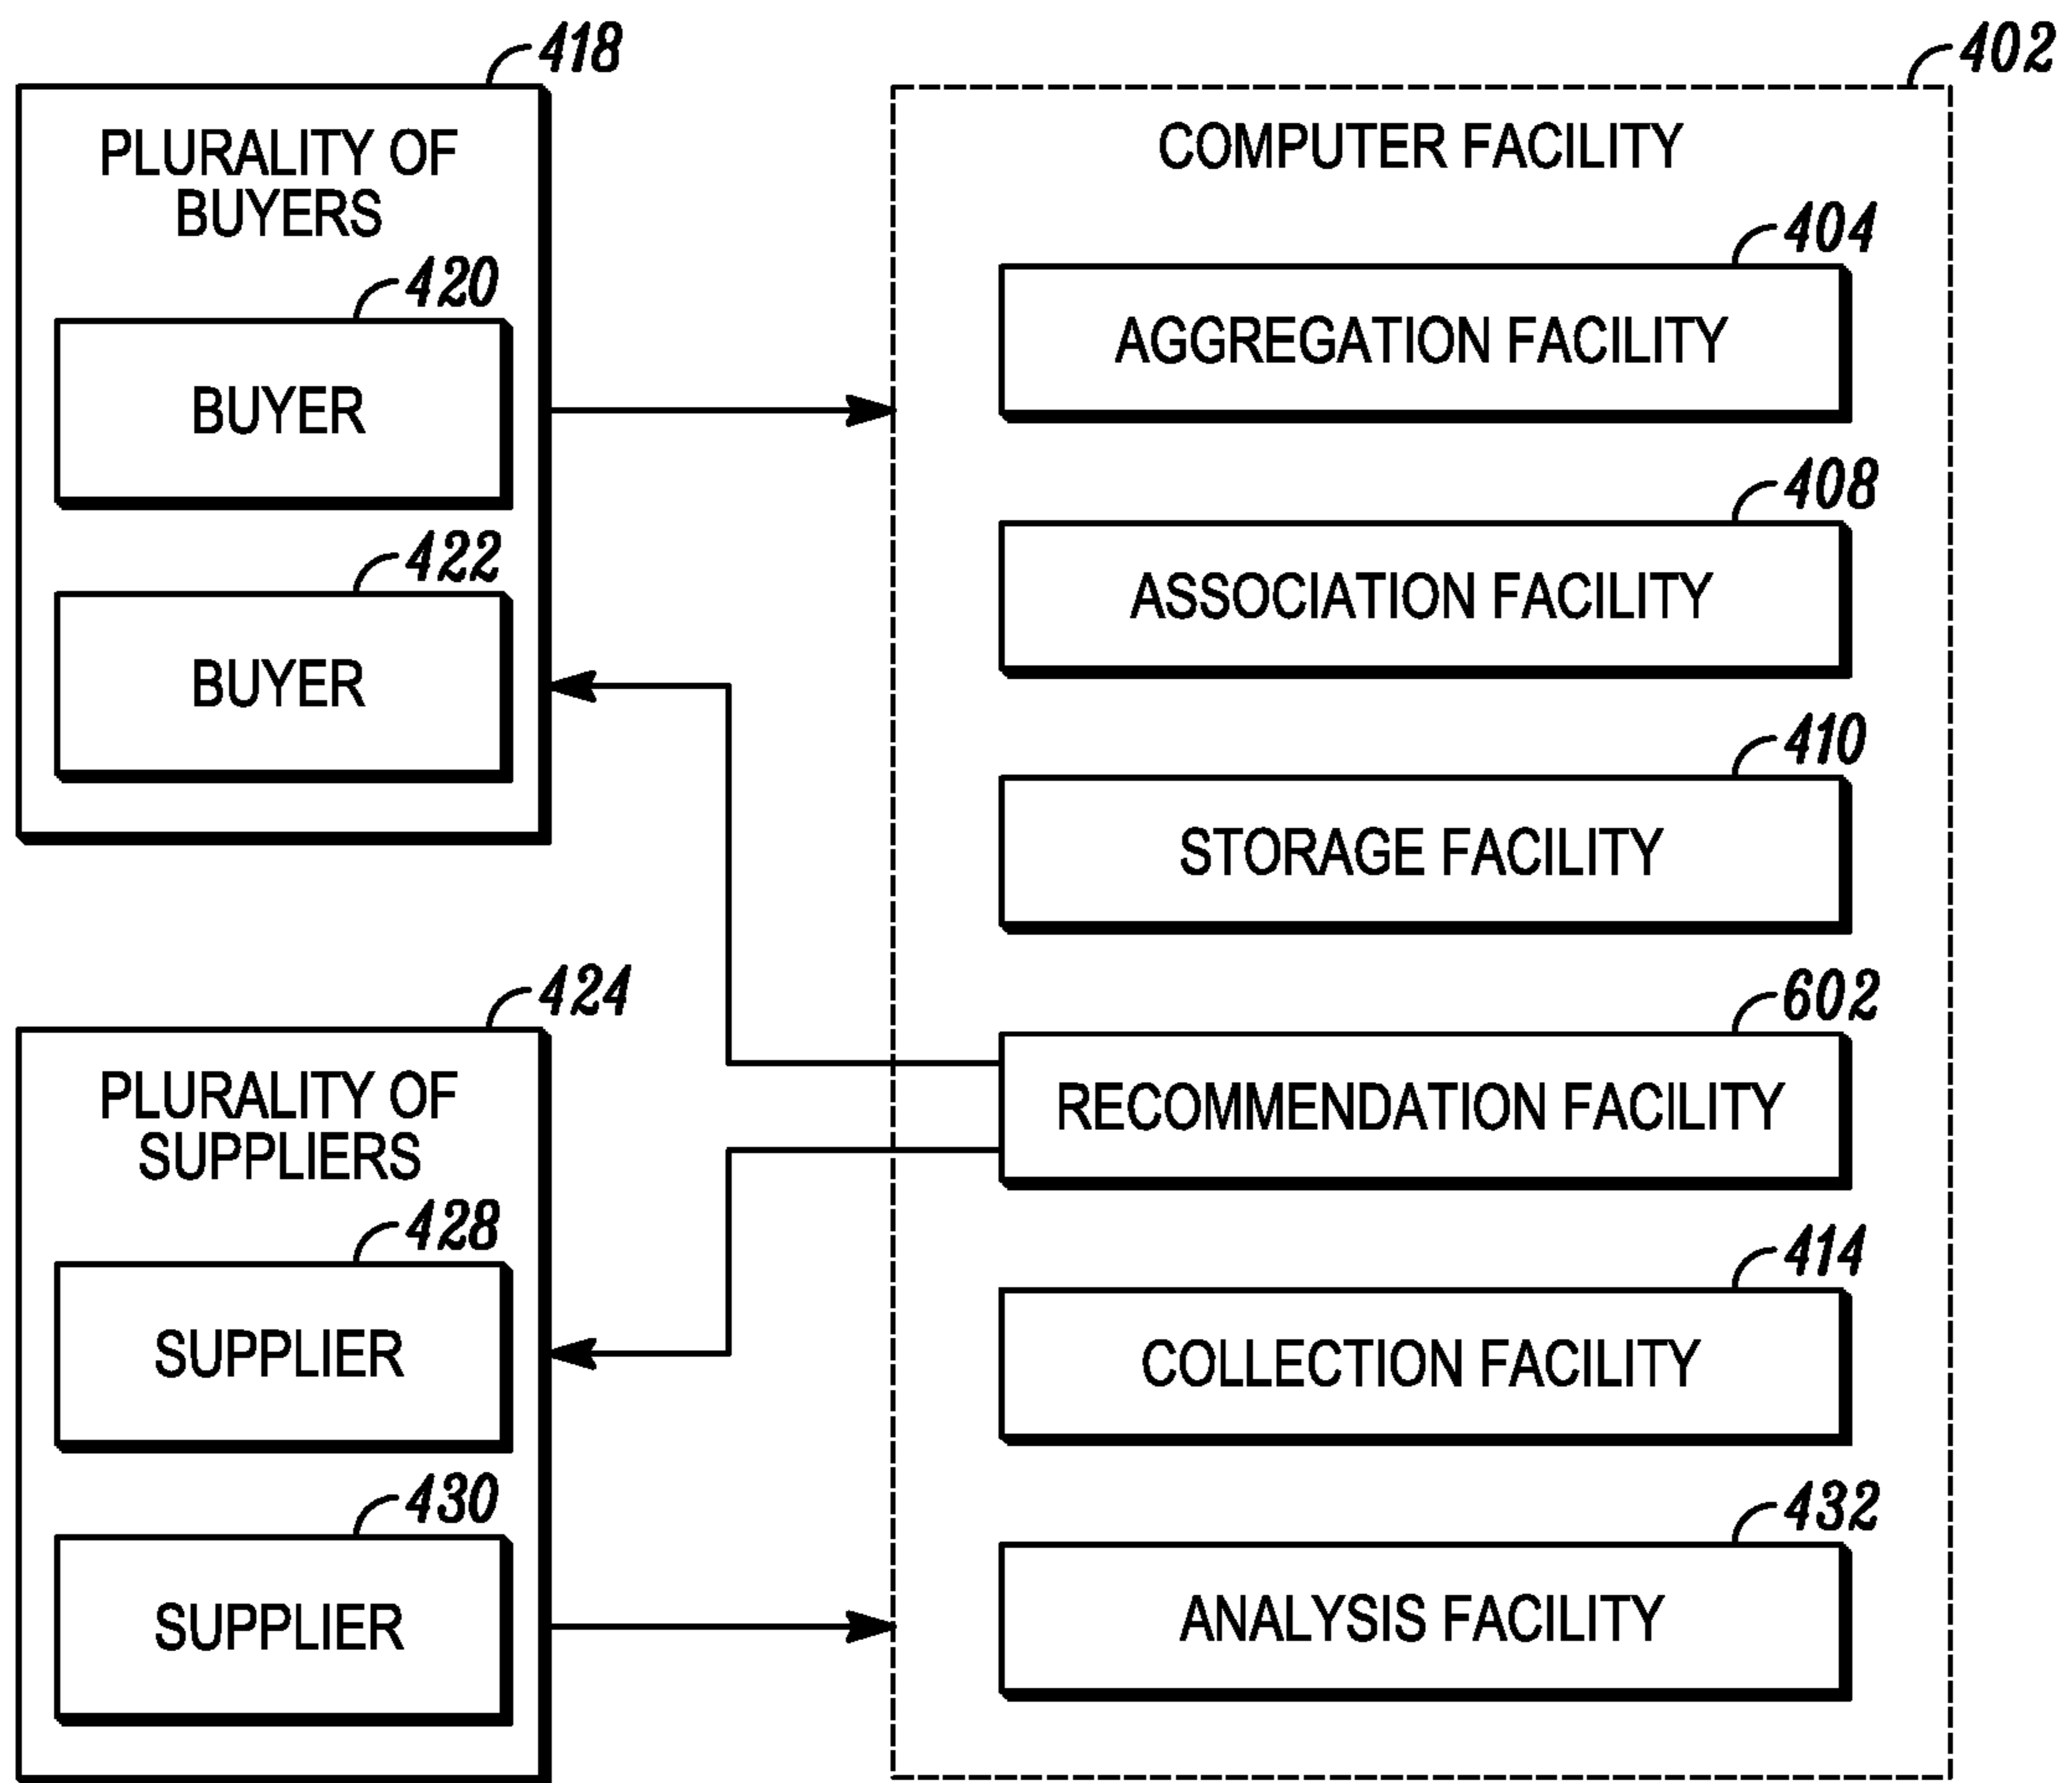 418
PLURALITY OF
BUYERS
420
BUYER
422
BUYER
424
PLURALITY OF
SUPPLIERS
428
SUPPLIER
430
SUPPLIER
402
COMPUTER FACILITY
404
AGGREGATION FACILITY
408
ASSOCIATION FACILITY
410
STORAGE FACILITY
602
RECOMMENDATION FACILITY
414
COLLECTION FACILITY
432
ANALYSIS FACILITY